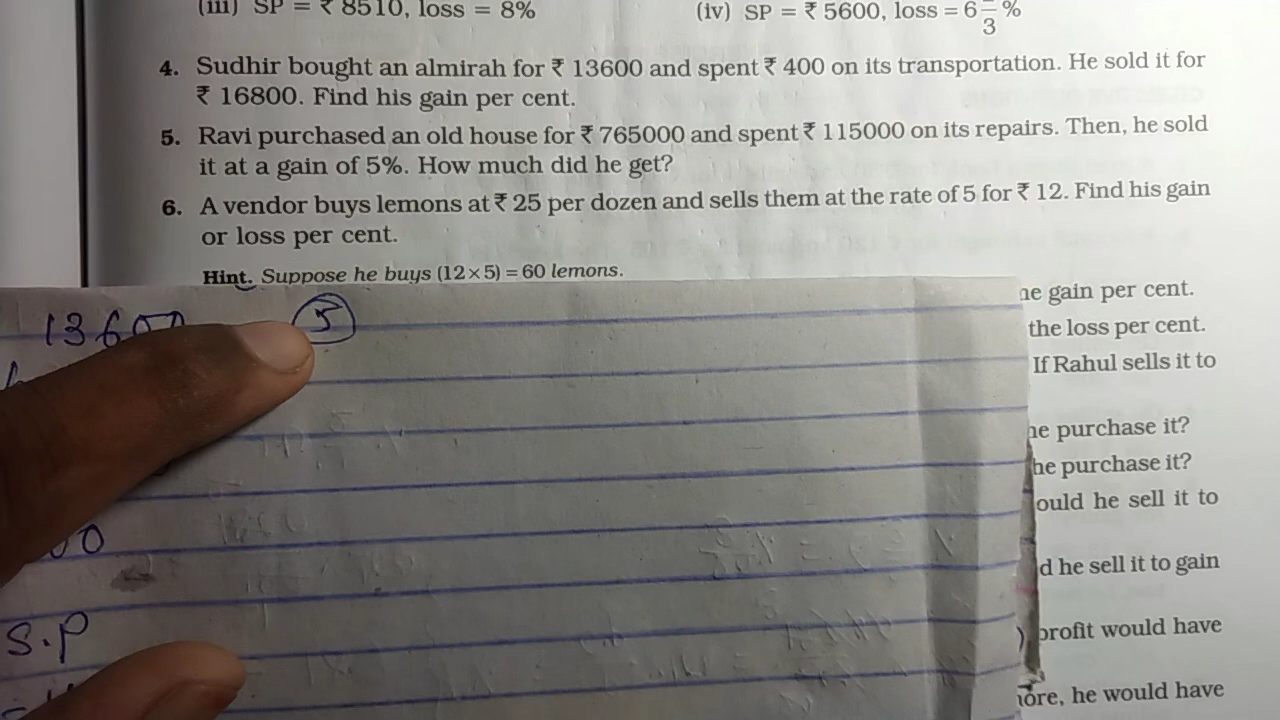 (iii) SP = ₹ 8510, loss = 8%
(iv) SP = ₹ 5600, loss = 6 /3 %
4. Sudhir bought an almirah for ₹ 13600 and spent ₹ 400 on its transportation. He sold it for
₹ 16800. Find his gain per cent.
5. Ravi purchased an old house for ₹ 765000 and spent ₹ 115000 on its repairs. Then, he sold
it at a gain of 5%. How much did he get?
6. A vendor buys lemons at ₹ 25 per dozen and sells them at the rate of 5 for ₹ 12. Find his gain
or loss per cent.
Hint. Suppose he buys (12×5) = 60 lemons.
gain per cent.
the loss per cent.
If Rahul sells it to
purchase it?
he purchase it?
he sell it to
he sell it to gain
profit would have
he would have
13600
5
S.P